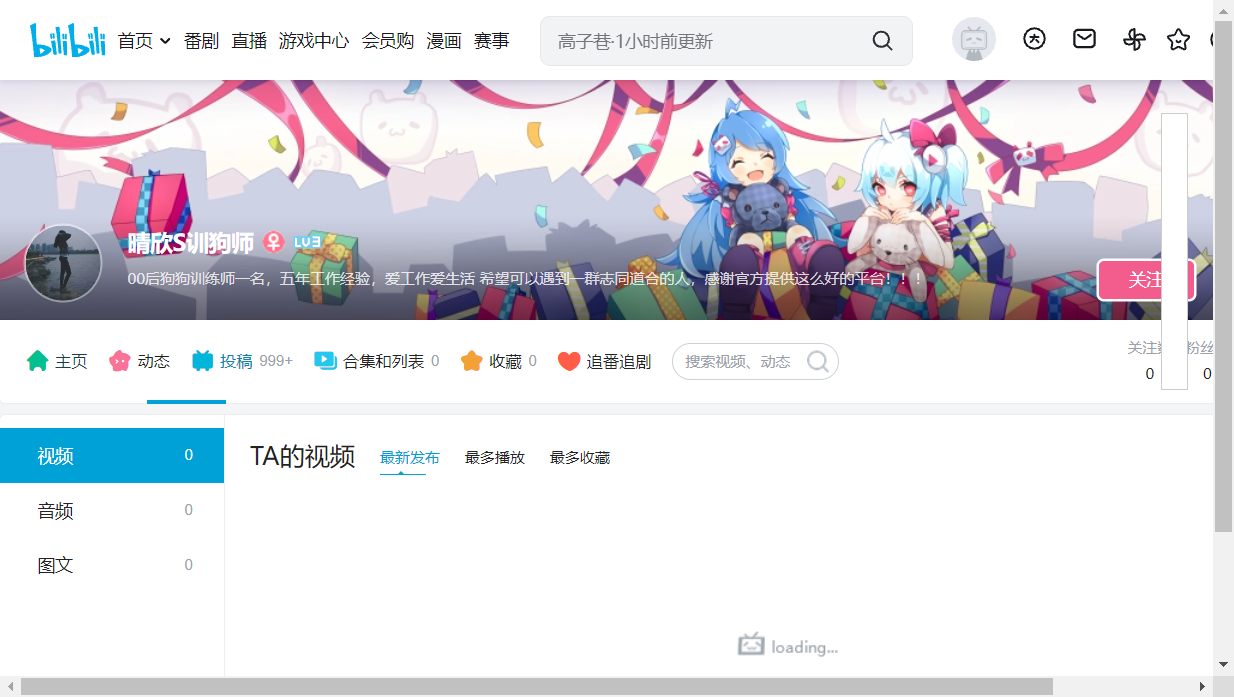 bilibili 首页 番剧 直播 游戏中心 会员购 漫画 赛事 高子巷·1小时前更新
晴欣S训狗师 LV3
00后狗狗训练师一名，五年工作经验，爱工作爱生活 希望可以遇到一群志同道合的人，感谢官方提供这么好的平台！！！
关注
主页 动态 投稿 999+ 合集和列表 0 收藏 0 追番追剧 搜索视频、动态 关注 粉丝
0 0
视频 0 TA的视频 最新发布 最多播放 最多收藏
音频 0
图文 0
loading...